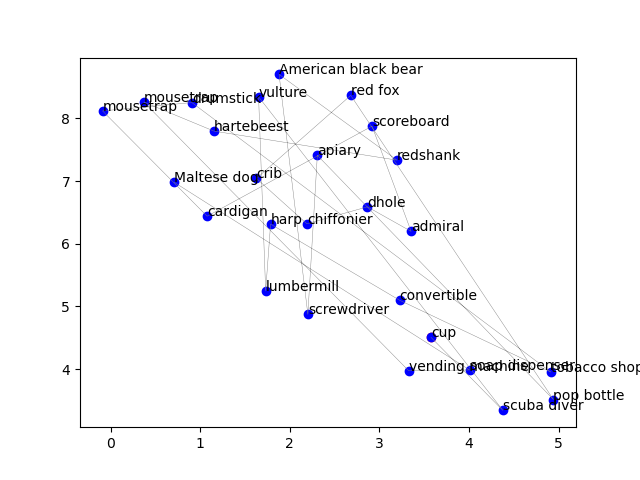 American black bear
red fox
vulture
mousetrap
drumstick
mousetrap
8
scoreboard
hartebeest
apiary
redshank
crib
Maltese dog
7
dhole
cardigan
harp
chiffonier
admiral
6
lumbermill
convertible
screwdriver
5
cup
4
vending machine
soap dispenser
tobacco shop
pop bottle
scuba diver
0
1
2
3
4
5